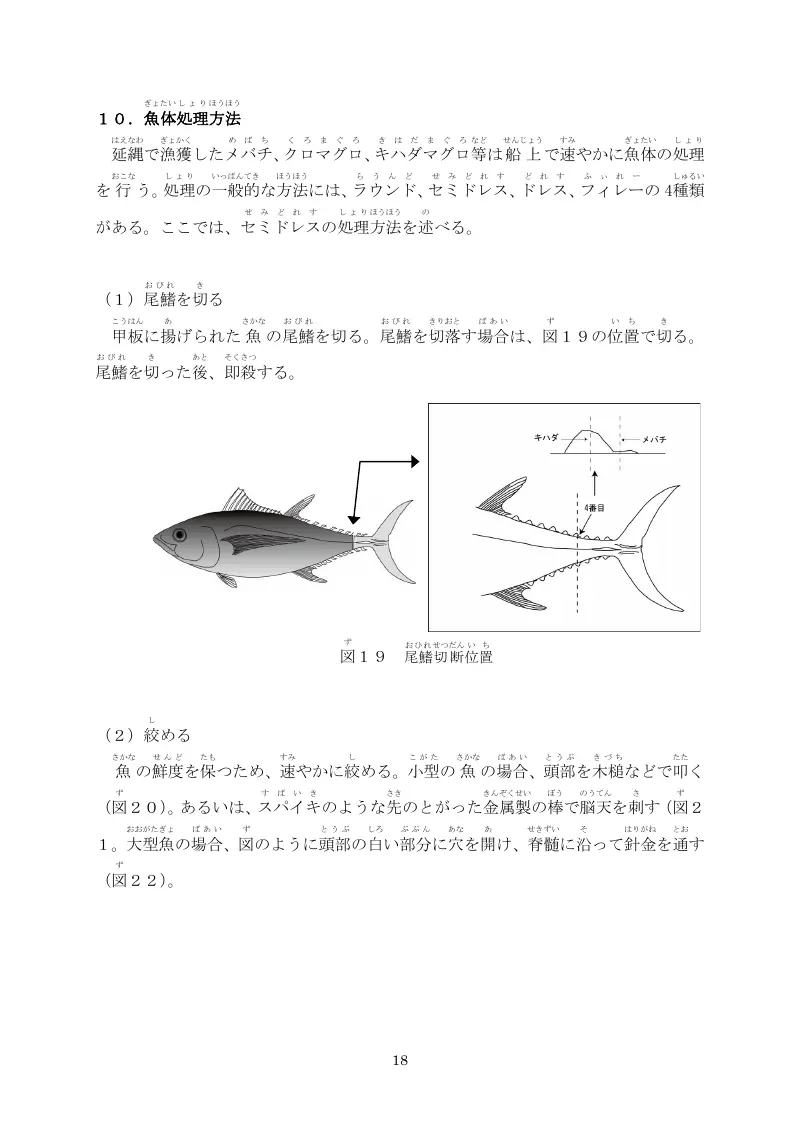 ぎょたいしょりほうほう
１０．魚体処理方法
はえなわ ぎょかく めばち くろまぐろ きはだまぐろなど せんじょう すみ ぎょたい しょり
延縄で漁獲したメバチ、クロマグロ、キハダマグロ等は船上で速やかに魚体の処理
おこな しょり いっぱんてき ほうほう らうんど せみどれす どれす ふぃれー しゅるい
を行う。処理の一般的な方法には、ラウンド、セミドレス、ドレス、フィレーの4種類
せみどれす しょりほうほう の
がある。ここでは、セミドレスの処理方法を述べる。
おびれ き
（１）尾鰭を切る
こうはん あ さかな おびれ おびれ きりおと ばあい ず いち き
甲板に揚げられた魚の尾鰭を切る。尾鰭を切落す場合は、図１９の位置で切る。
おびれ き あと そくさつ
尾鰭を切った後、即殺する。
キハダ メバチ
4番目
ず おひれせつだんいち
図１９ 尾鰭切断位置
し
（２）絞める
さかな せんど たも すみ し こがた さかな ばあい とうぶ きづち たた
魚の鮮度を保つため、速やかに絞める。小型の魚の場合、頭部を木槌などで叩く
ず すぱいき さき きんぞくせい ぼう のうてん さ ず
（図２０）。あるいは、スパイキのような先のとがった金属製の棒で脳天を刺す（図２
おおがたぎょ ばあい ず とうぶ しろ ぶぶん あな あ せきずい そ はりがね とお
１。大型魚の場合、図のように頭部の白い部分に穴を開け、脊髄に沿って針金を通す
ず
（図２２）。
18